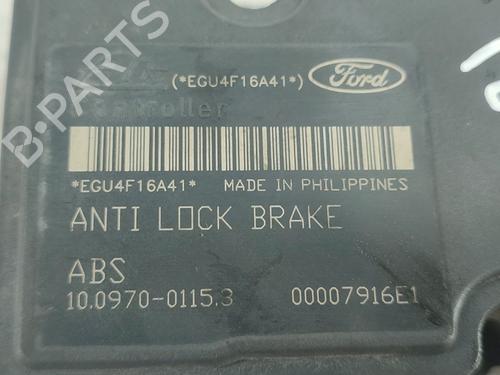 B-PARTS
(*EGU4F16A41*) Ford
*EGU4F16A41* MADE IN PHILIPPINES
ANTI LOCK BRAKE
ABS
10.0970-0115.3 00007916E1